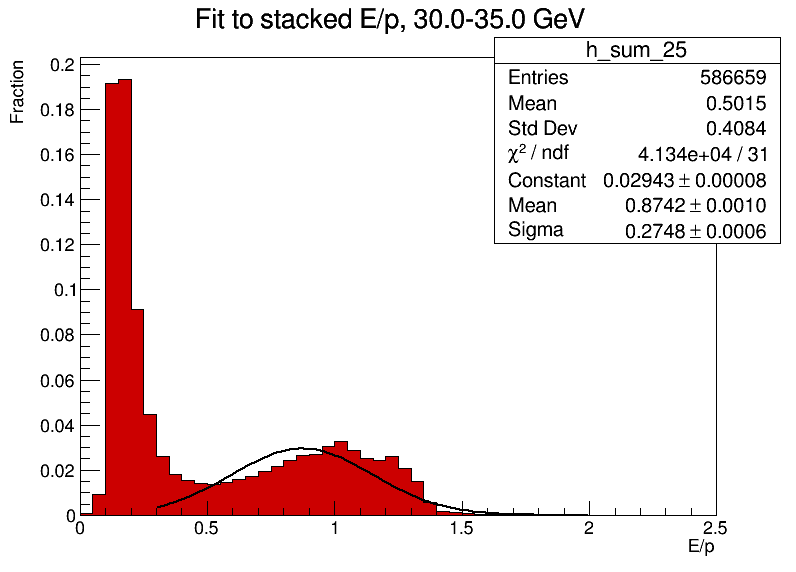 Fit to stacked E/p, 30.0-35.0 GeV
h_sum_25
Entries 586659
Mean 0.5015
Std Dev 0.4084
χ² / ndf 4.134e+04 / 31
Constant 0.02943 ± 0.00008
Mean 0.8742 ± 0.0010
Sigma 0.2748 ± 0.0006
Fraction
0.2
0.18
0.16
0.14
0.12
0.1
0.08
0.06
0.04
0.02
0
0 0.5 1 1.5 2 2.5
E/p